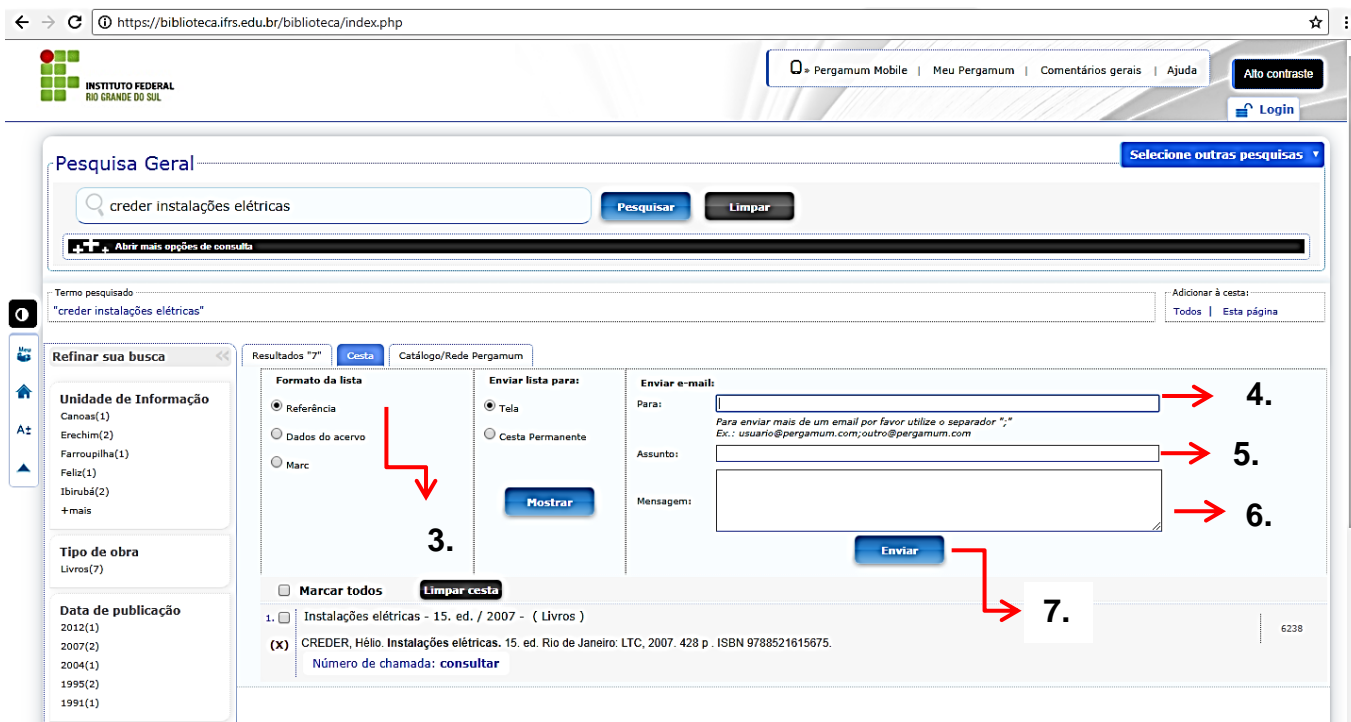 https://biblioteca.ifrs.edu.br/biblioteca/index.php
INSTITUTO FEDERAL
RIO GRANDE DO SUL
» Pergamum Mobile | Meu Pergamum | Comentários gerais | Ajuda
Alto contraste
Login
Pesquisa Geral
Selecione outras pesquisas
creder instalações elétricas
Pesquisar
Limpar
Abrir mais opções de consulta
Termo pesquisado
"creder instalações elétricas"
Adicionar à cesta:
Todos | Esta página
Meu
A±
Refinar sua busca
Unidade de Informação
Canoas(1)
Erechim(2)
Farroupilha(1)
Feliz(1)
Ibirubá(2)
+mais
Tipo de obra
Livros(7)
Data de publicação
2012(1)
2007(2)
2004(1)
1995(2)
1991(1)
Resultados "7"
Cesta
Catálogo/Rede Pergamum
Formato da lista
Referência
Dados do acervo
Marc
3.
Enviar lista para:
Tela
Cesta Permanente
Mostrar
Enviar e-mail:
Para:
4.
Para enviar mais de um email por favor utilize o separador ";"
Ex.: usuario@pergamum.com;outro@pergamum.com
Assunto:
5.
Mensagem:
6.
Enviar
7.
Marcar todos
Limpar cesta
1. Instalações elétricas - 15. ed. / 2007 - ( Livros )
6238
(X) CREDER, Hélio. Instalações elétricas. 15. ed. Rio de Janeiro: LTC, 2007. 428 p . ISBN 9788521615675.
Número de chamada: consultar